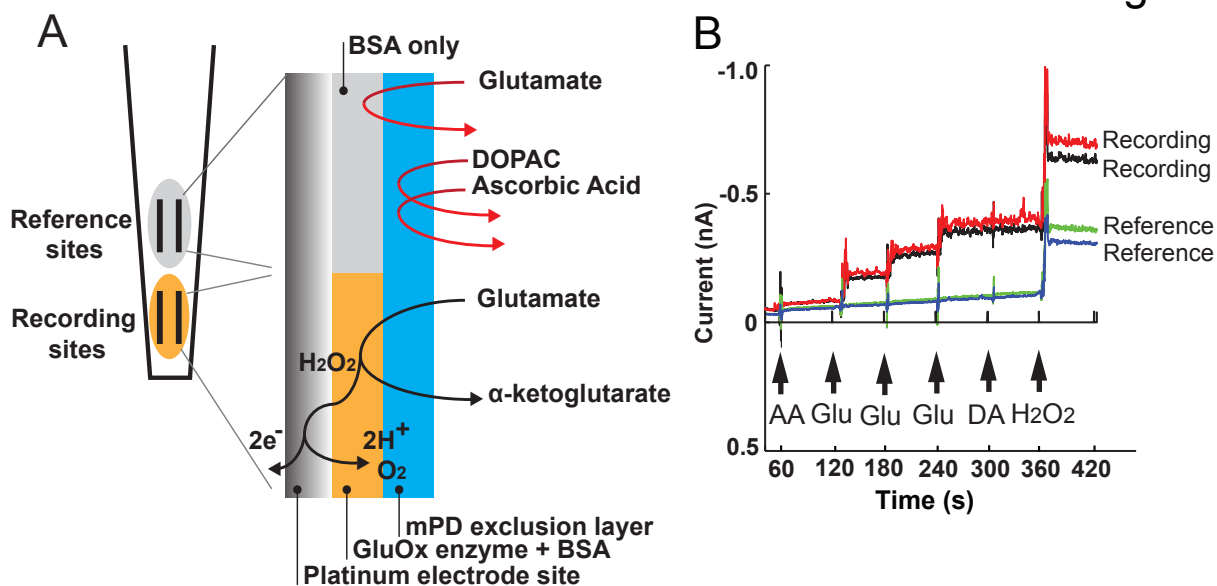 A
BSA only
Glutamate
DOPAC
Ascorbic Acid
Reference
sites
Recording
sites
Glutamate
H2O2
α-ketoglutarate
2e-
2H+
O2
mPD exclusion layer
GluOx enzyme + BSA
Platinum electrode site
g
B
-1.0
-0.5
0
0.5
Current (nA)
Recording
Recording
Reference
Reference
AA Glu Glu Glu DA H2O2
60 120 180 240 300 360 420
Time (s)